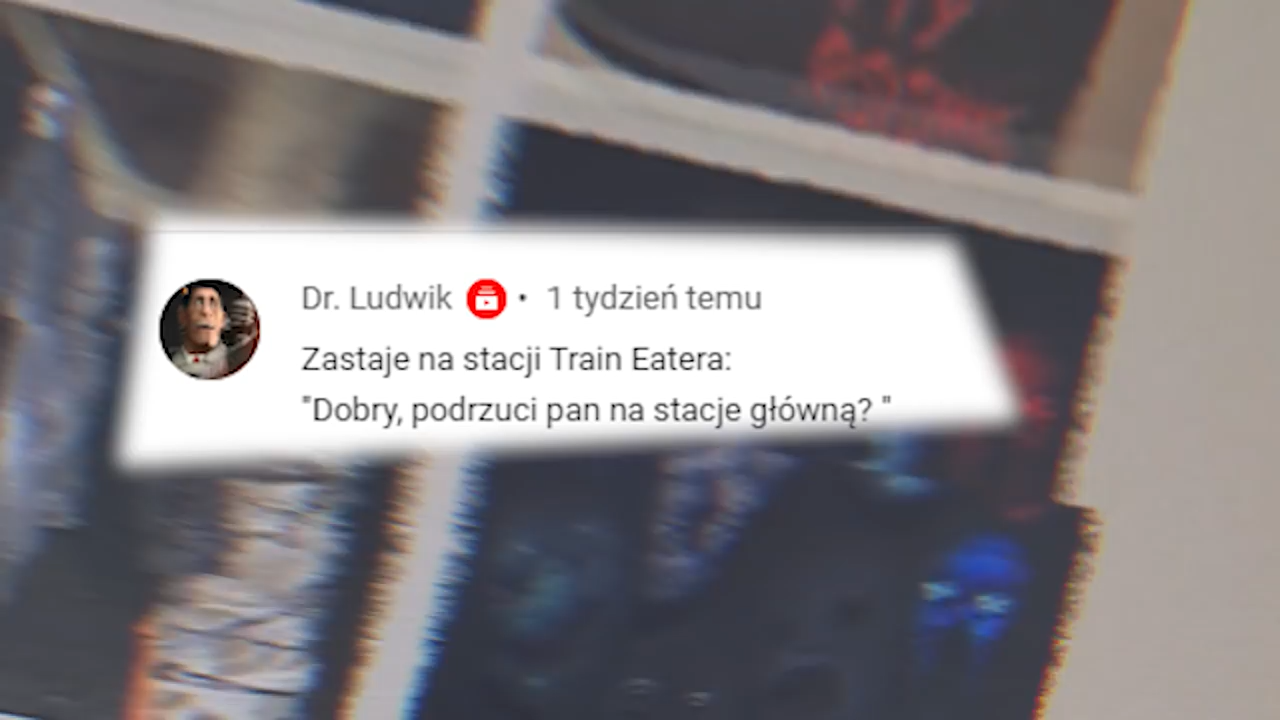 Dr. Ludwik • 1 tydzień temu
Zastaje na stacji Train Eatera:
"Dobry, podrzuci pan na stacje główną? "